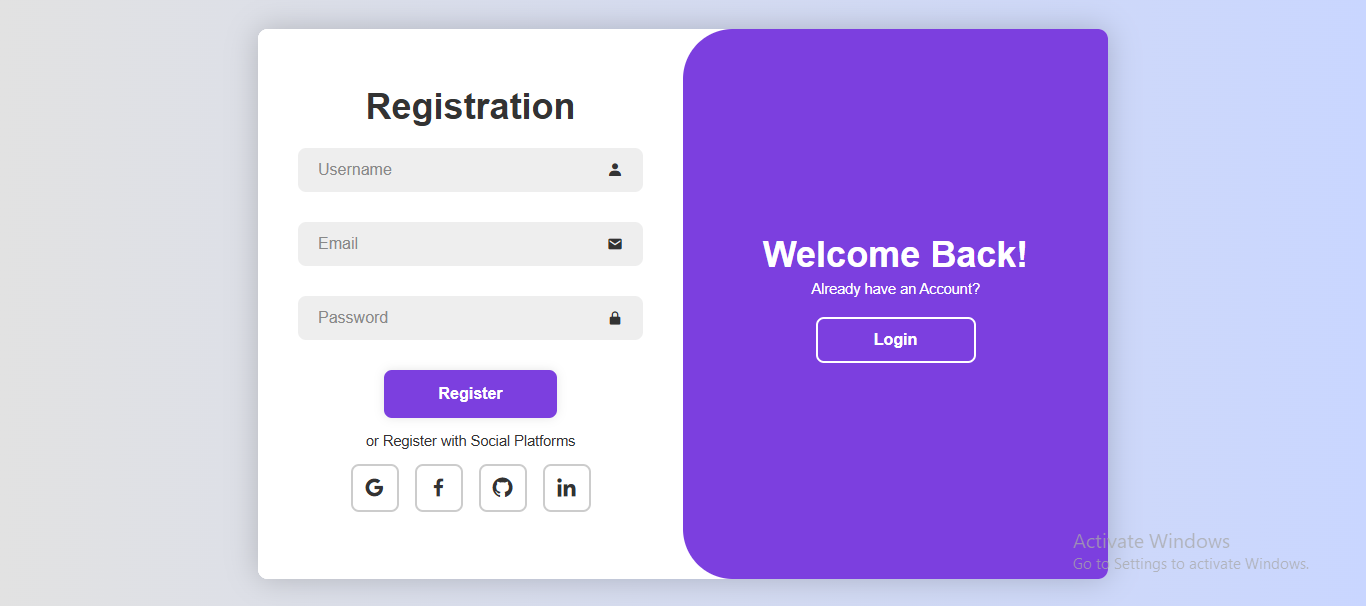 Registration
Username
Email
Password
Register
or Register with Social Platforms
Welcome Back!
Already have an Account?
Login
Activate Windows
Go to Settings to activate Windows.